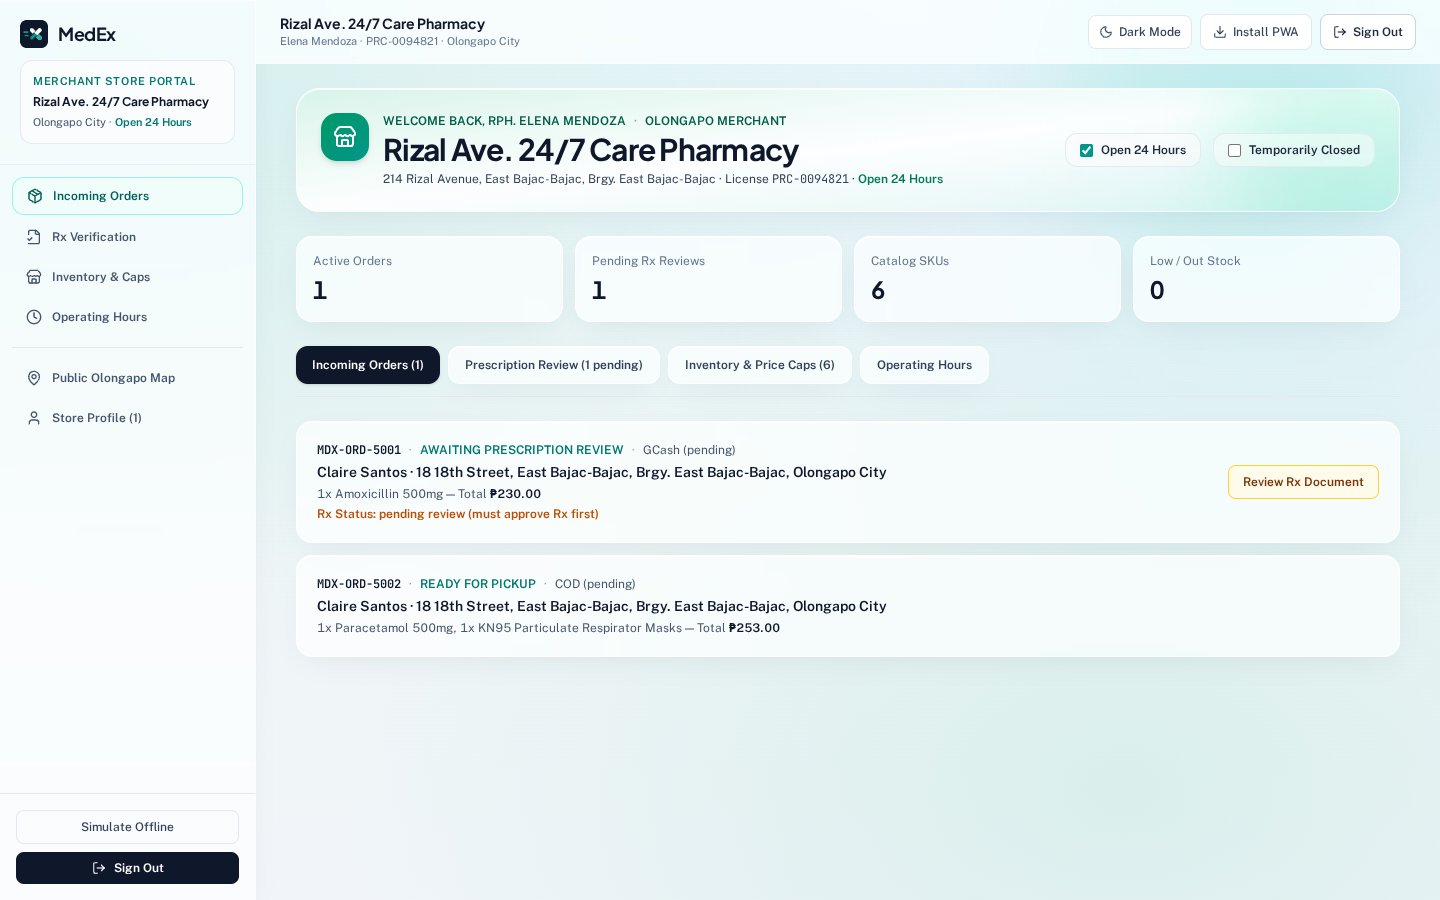 MedEx
MERCHANT STORE PORTAL
Rizal Ave. 24/7 Care Pharmacy
Olongapo City · Open 24 Hours
Incoming Orders
Rx Verification
Inventory & Caps
Operating Hours
Public Olongapo Map
Store Profile (1)
Simulate Offline
Sign Out
Rizal Ave. 24/7 Care Pharmacy
Elena Mendoza · PRC-0094821 · Olongapo City
Dark Mode
Install PWA
Sign Out
WELCOME BACK, RPH. ELENA MENDOZA · OLONGAPO MERCHANT
Rizal Ave. 24/7 Care Pharmacy
214 Rizal Avenue, East Bajac-Bajac, Brgy. East Bajac-Bajac · License PRC-0094821 · Open 24 Hours
Open 24 Hours
Temporarily Closed
Active Orders
1
Pending Rx Reviews
1
Catalog SKUs
6
Low / Out Stock
0
Incoming Orders (1)
Prescription Review (1 pending)
Inventory & Price Caps (6)
Operating Hours
MDX-ORD-5001 · AWAITING PRESCRIPTION REVIEW · GCash (pending)
Claire Santos · 18 18th Street, East Bajac-Bajac, Brgy. East Bajac-Bajac, Olongapo City
1x Amoxicillin 500mg — Total ₱230.00
Rx Status: pending review (must approve Rx first)
Review Rx Document
MDX-ORD-5002 · READY FOR PICKUP · COD (pending)
Claire Santos · 18 18th Street, East Bajac-Bajac, Brgy. East Bajac-Bajac, Olongapo City
1x Paracetamol 500mg, 1x KN95 Particulate Respirator Masks — Total ₱253.00